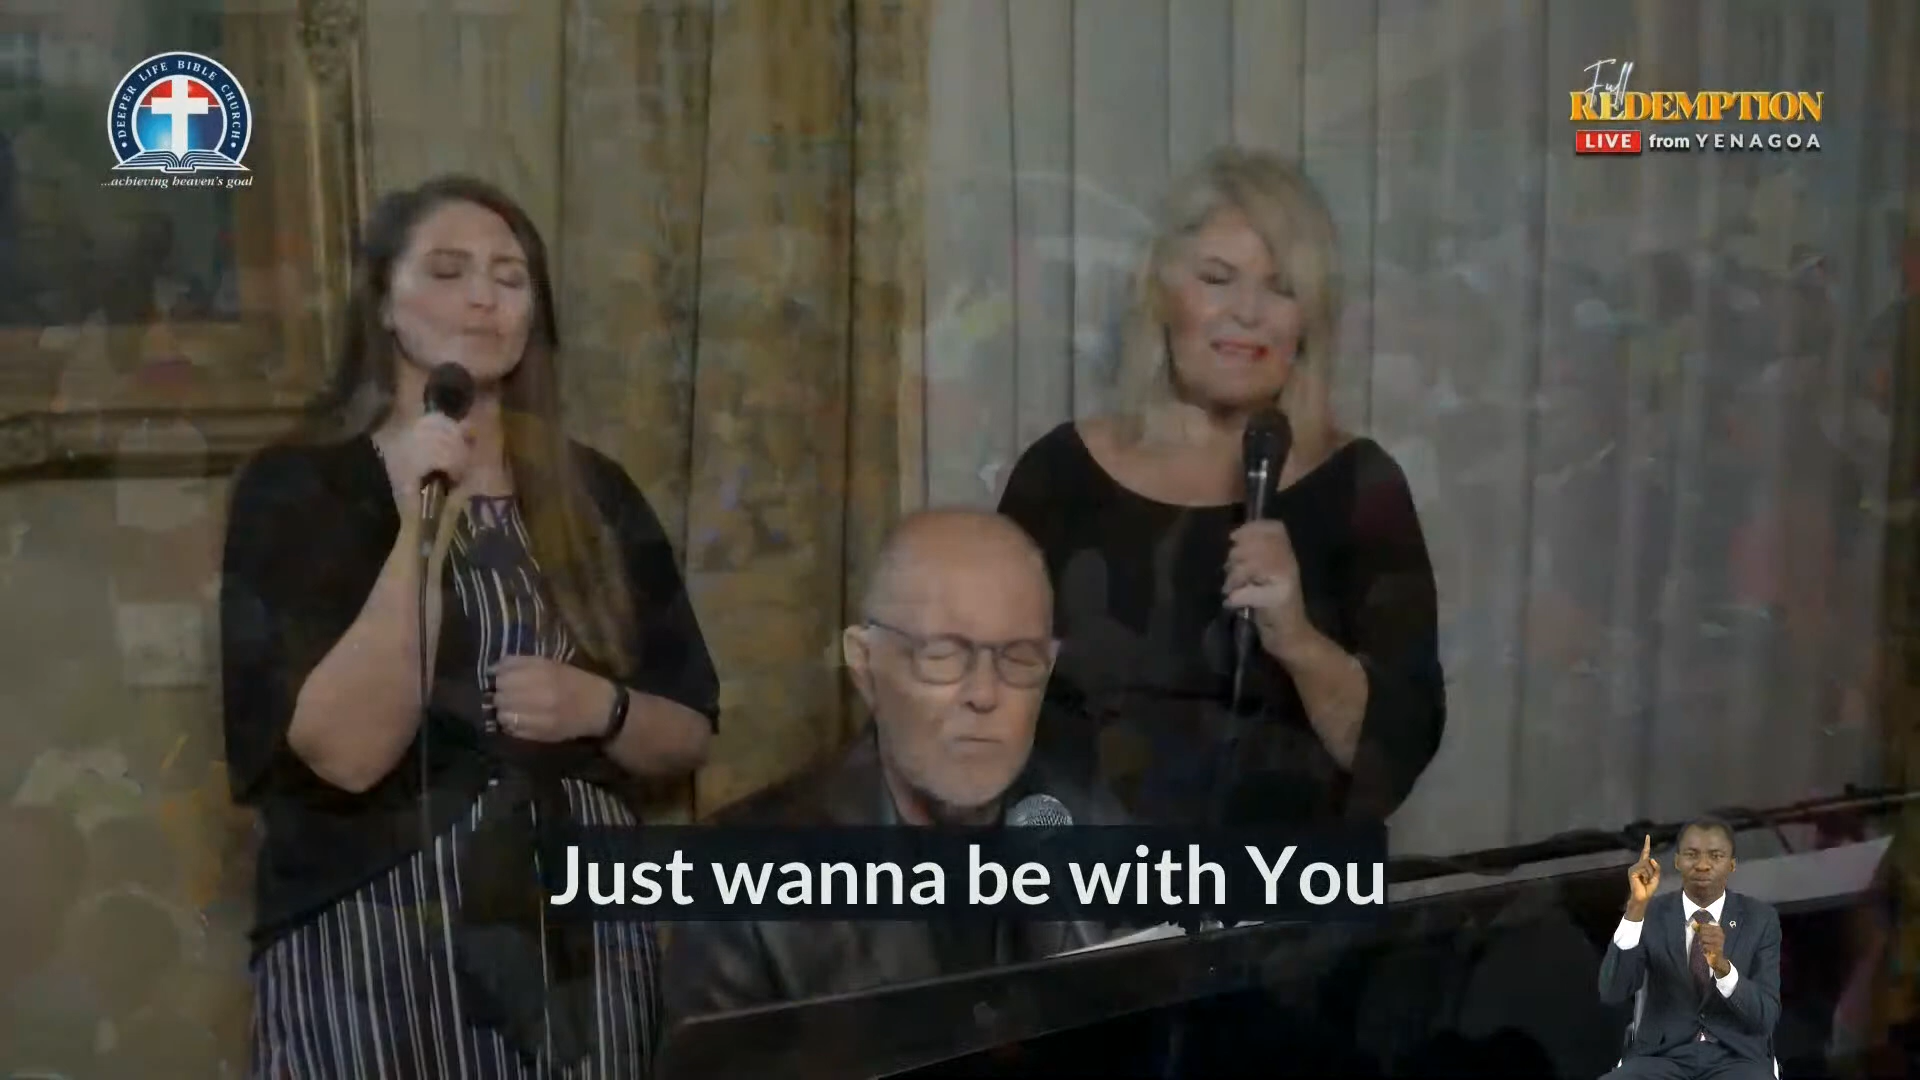 DEEPER LIFE BIBLE CHURCH
...achieving heaven's goal
Full
REDEMPTION
LIVE from YENAGOA
Just wanna be with You